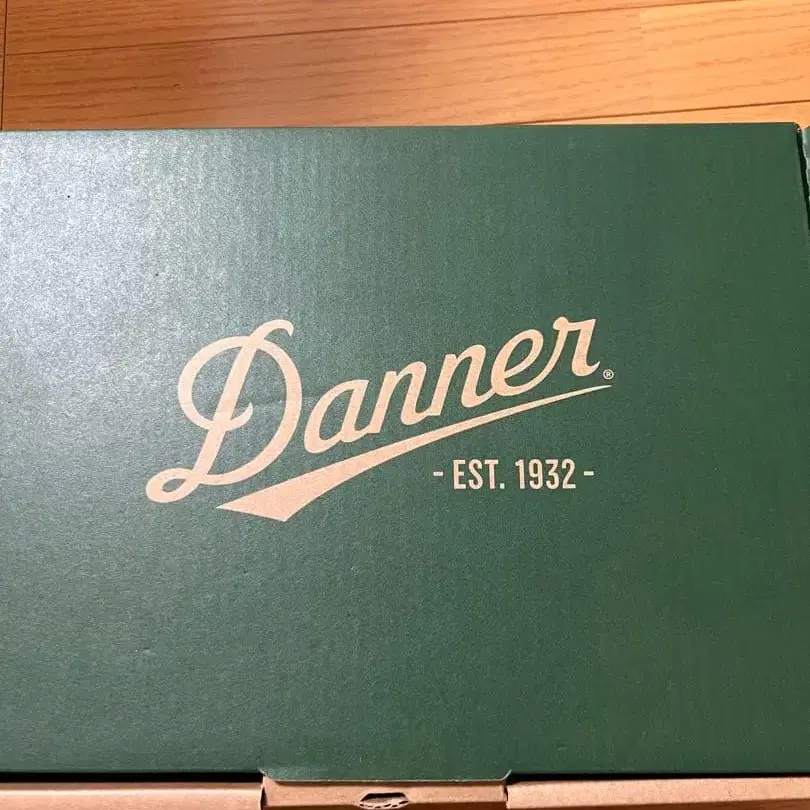 Danner®
- EST. 1932 -